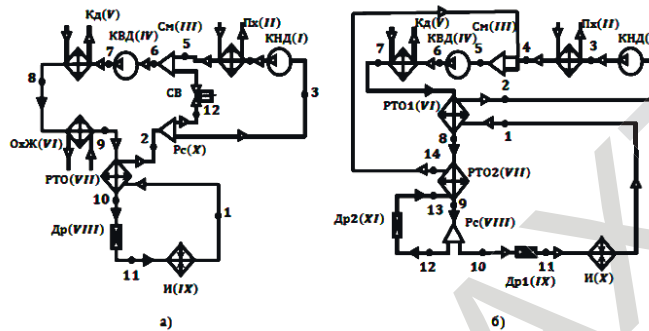 Кд(V)
КВД(IV)
См(III)
Пх(II)
КНД(I)
7
6
5
8
СВ
12
3
ОхЖ(VI)
9
2
Рс(X)
РТО(VII)
10
1
Др(VIII)
11
И(IX)
а)
Кд(V)
КВД(IV)
См(III)
Пх(II)
КНД(I)
7
6
5
4
3
2
РТО1(VI)
8
1
14
РТО2(VII)
13
9
Др2(XI)
Рс(VIII)
12
10
11
Др1(IX)
И(X)
б)